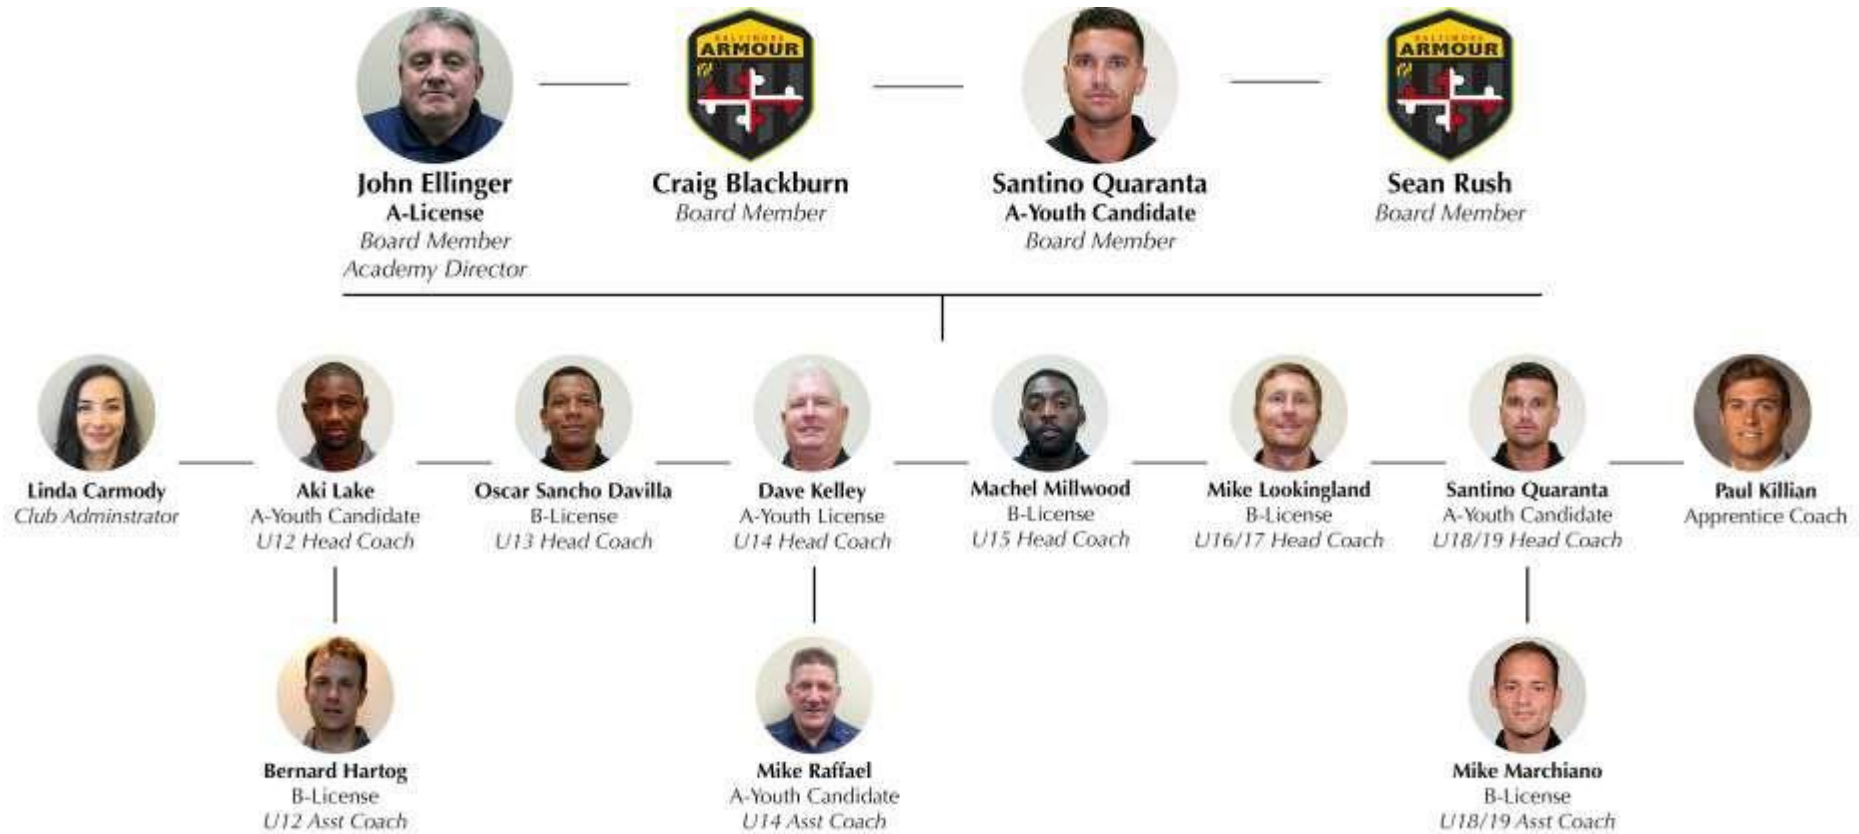 BALTIMORE
ARMOUR
BALTIMORE
ARMOUR
John Ellinger
A-License
Board Member
Academy Director
Craig Blackburn
Board Member
Santino Quaranta
A-Youth Candidate
Board Member
Sean Rush
Board Member
Linda Carmody
Club Adminstrator
Aki Lake
A-Youth Candidate
U12 Head Coach
Oscar Sancho Davilla
B-License
U13 Head Coach
Dave Kelley
A-Youth License
U14 Head Coach
Machel Millwood
B-License
U15 Head Coach
Mike Lookingland
B-License
U16/17 Head Coach
Santino Quaranta
A-Youth Candidate
U18/19 Head Coach
Paul Killian
Apprentice Coach
Bernard Hartog
B-License
U12 Asst Coach
Mike Raffael
A-Youth Candidate
U14 Asst Coach
Mike Marchiano
B-License
U18/19 Asst Coach